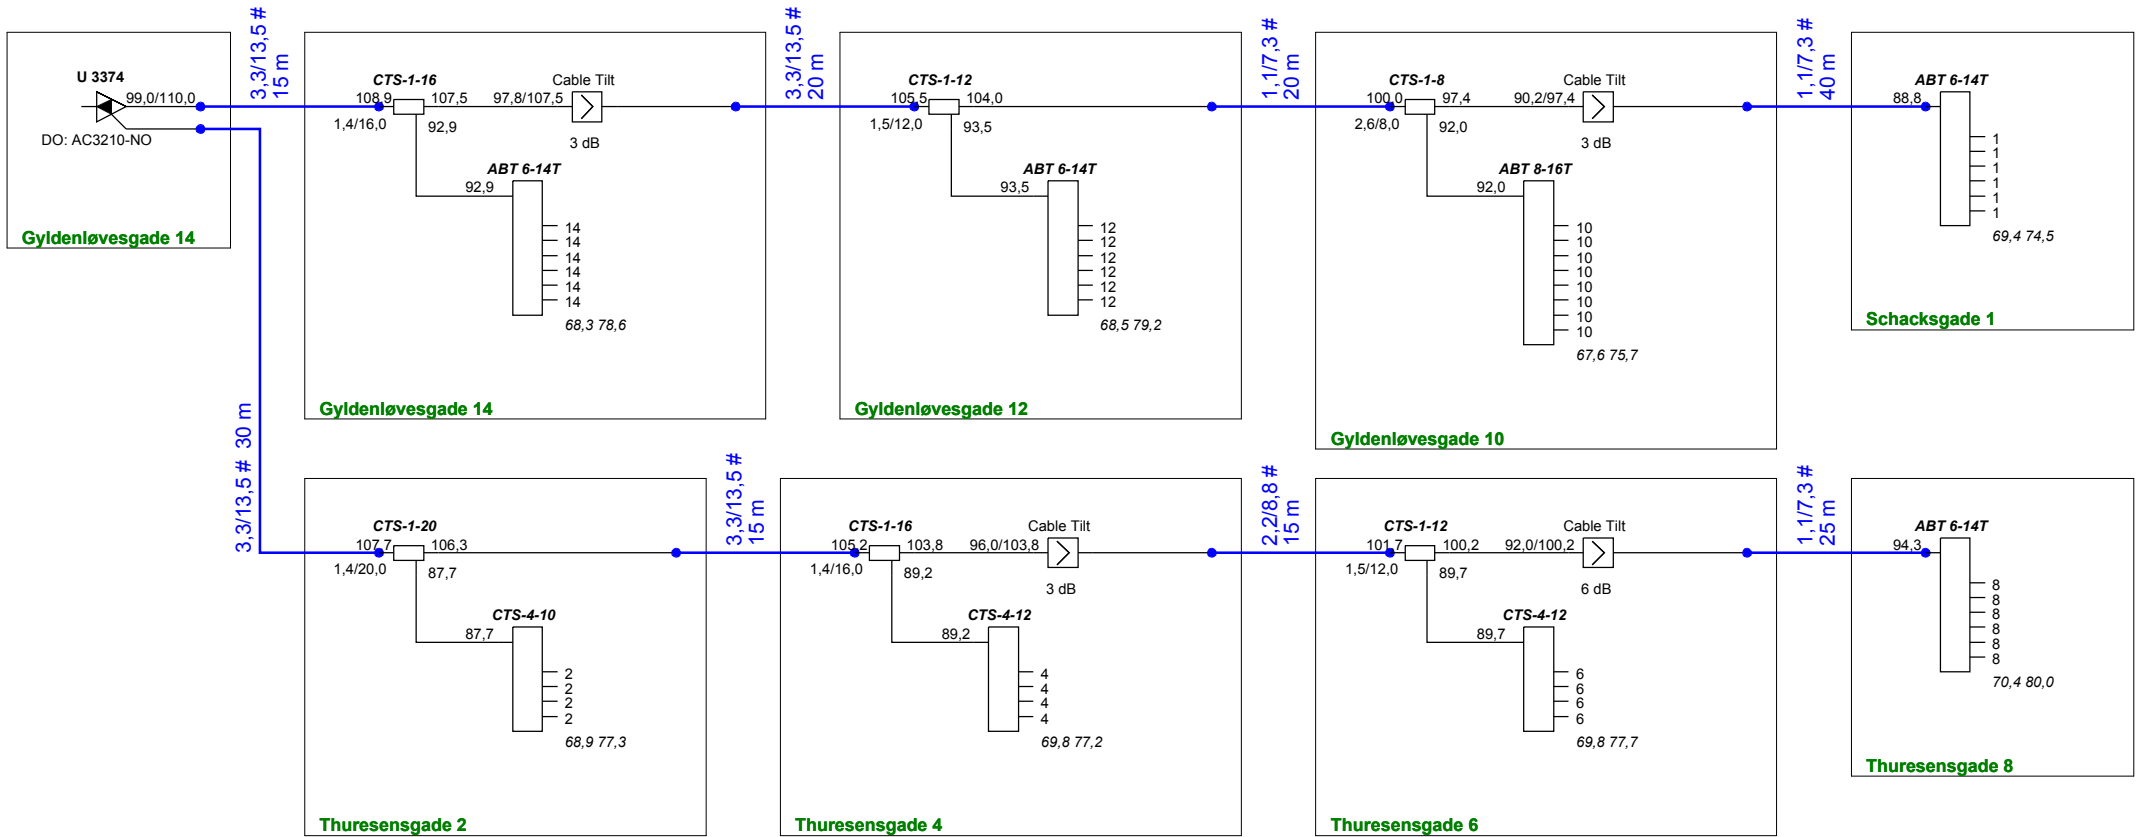 U 3374
99,0/110,0
DO: AC3210-NO
Gyldenløvesgade 14
3,3/13,5 #
15 m
CTS-1-16
108,9
107,5
1,4/16,0
92,9
97,8/107,5
Cable Tilt
3 dB
92,9
ABT 6-14T
14
14
14
14
14
14
68,3 78,6
Gyldenløvesgade 14
3,3/13,5 #
20 m
CTS-1-12
105,5
104,0
1,5/12,0
93,5
93,5
ABT 6-14T
12
12
12
12
12
12
68,5 79,2
Gyldenløvesgade 12
1,1/7,3 #
20 m
CTS-1-8
100,0
97,4
2,6/8,0
92,0
90,2/97,4
Cable Tilt
3 dB
92,0
ABT 8-16T
10
10
10
10
10
10
10
10
67,6 75,7
Gyldenløvesgade 10
1,1/7,3 #
40 m
ABT 6-14T
88,8
1
1
1
1
1
1
69,4 74,5
Schacksgade 1
3,3/13,5 # 30 m
CTS-1-20
107,7
106,3
1,4/20,0
87,7
87,7
CTS-4-10
2
2
2
2
68,9 77,3
Thuresensgade 2
3,3/13,5 #
15 m
CTS-1-16
105,2
103,8
1,4/16,0
89,2
96,0/103,8
Cable Tilt
3 dB
89,2
CTS-4-12
4
4
4
4
69,8 77,2
Thuresensgade 4
2,2/8,8 #
15 m
CTS-1-12
101,7
100,2
1,5/12,0
89,7
92,0/100,2
Cable Tilt
6 dB
89,7
CTS-4-12
6
6
6
6
69,8 77,7
Thuresensgade 6
1,1/7,3 #
25 m
ABT 6-14T
94,3
8
8
8
8
8
8
70,4 80,0
Thuresensgade 8